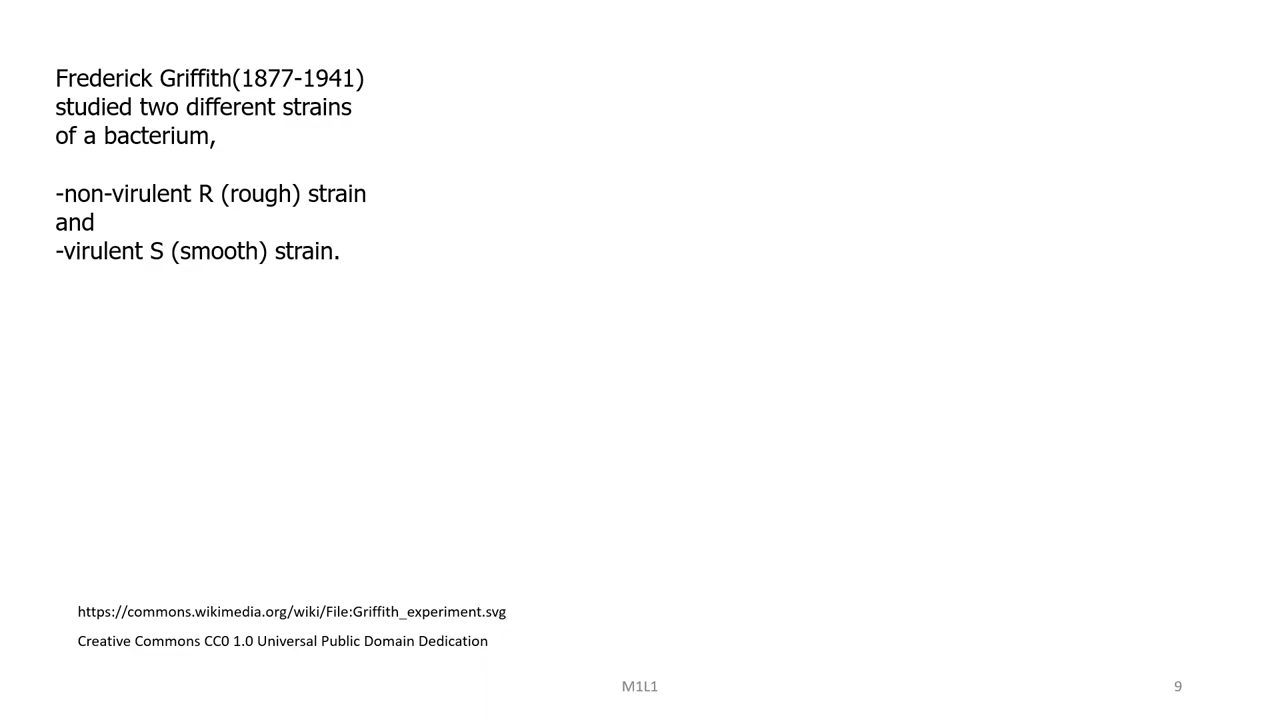 Frederick Griffith(1877-1941)
studied two different strains
of a bacterium,
-non-virulent R (rough) strain
and
-virulent S (smooth) strain.
https://commons.wikimedia.org/wiki/File:Griffith_experiment.svg
Creative Commons CC0 1.0 Universal Public Domain Dedication
M1L1
9